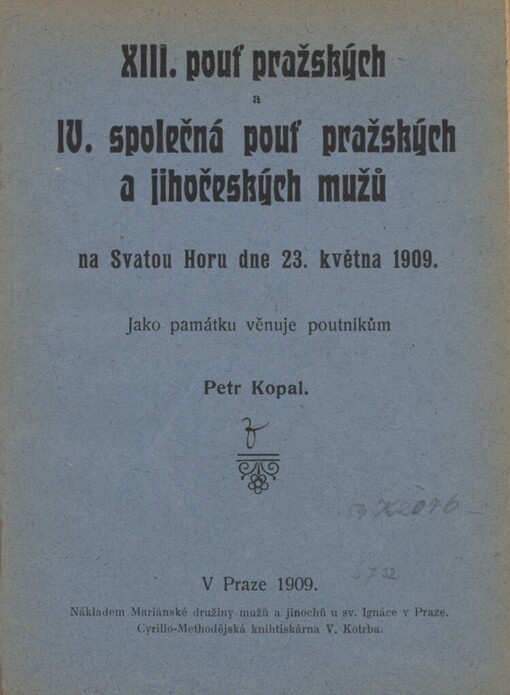 XIII. pouť pražských
a
IV. společná pouť pražských
a jihočeských mužů
na Svatou Horu dne 23. května 1909.
Jako památku věnuje poutníkům
Petr Kopal.
V Praze 1909.
Nákladem Mariánské družiny mužů a jinochů u sv. Ignáce v Praze.
Cyrillo-Methodějská knihtiskárna V. Kotrba.